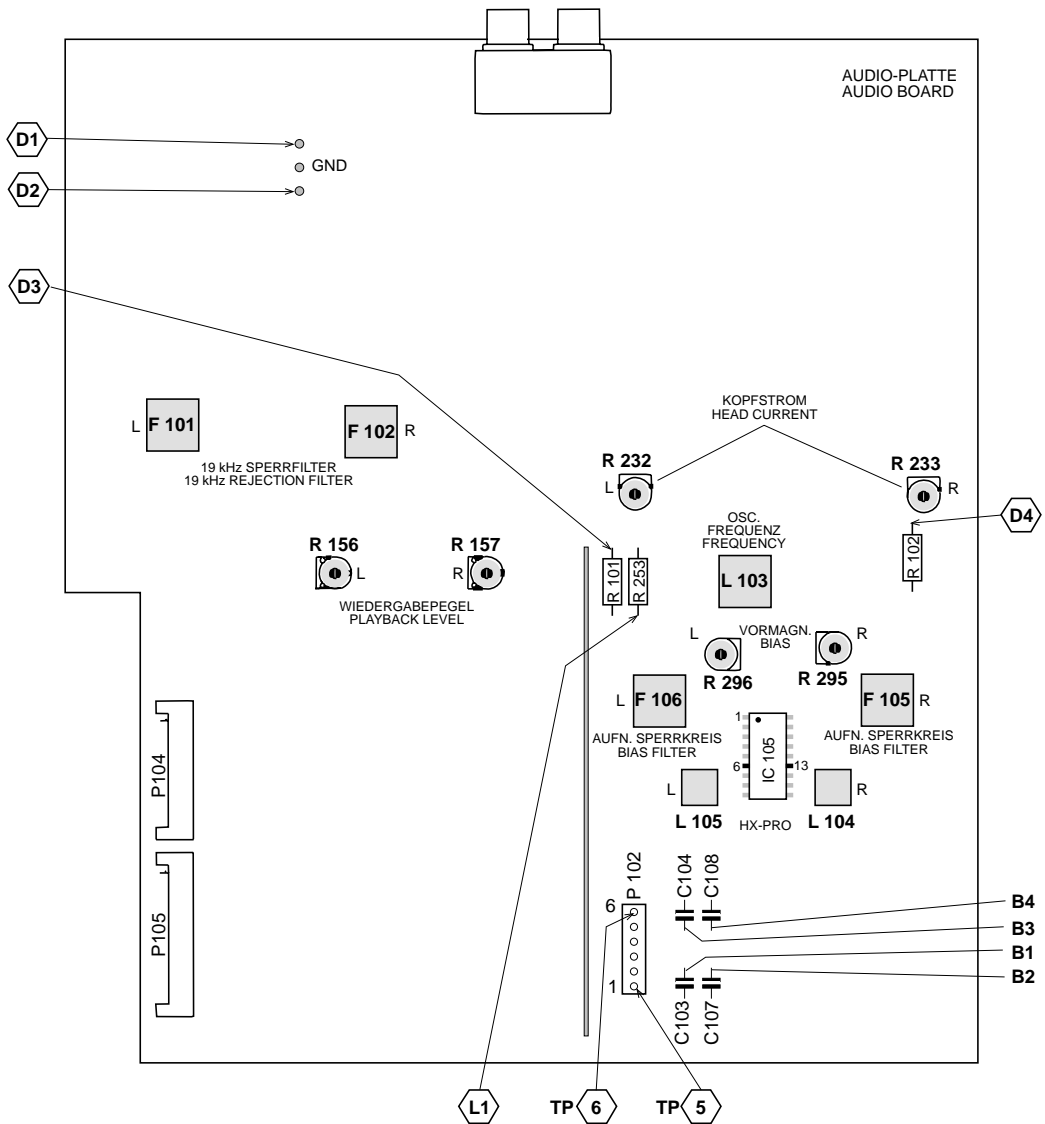 AUDIO-PLATTE
AUDIO BOARD
D1
GND
D2
D3
KOPFSTROM
HEAD CURRENT
L F 101
F 102 R
19 kHz SPERRFILTER
19 kHz REJECTION FILTER
R 232
L
R 233
R
D4
OSC.
FREQUENZ
FREQUENCY
R 156
L
R 157
R
WIEDERGABEPEGEL
PLAYBACK LEVEL
R 101
R 253
L 103
R 102
L
VORMAGN.
BIAS
R
R 296
R 295
L F 106
F 105 R
AUFN. SPERRKREIS
BIAS FILTER
AUFN. SPERRKREIS
BIAS FILTER
1
6
IC 105
13
L
L 105
HX-PRO
R
L 104
P104
P105
P 102
6
1
C104
C108
C103
C107
B4
B3
B1
B2
L1
TP 6
TP 5